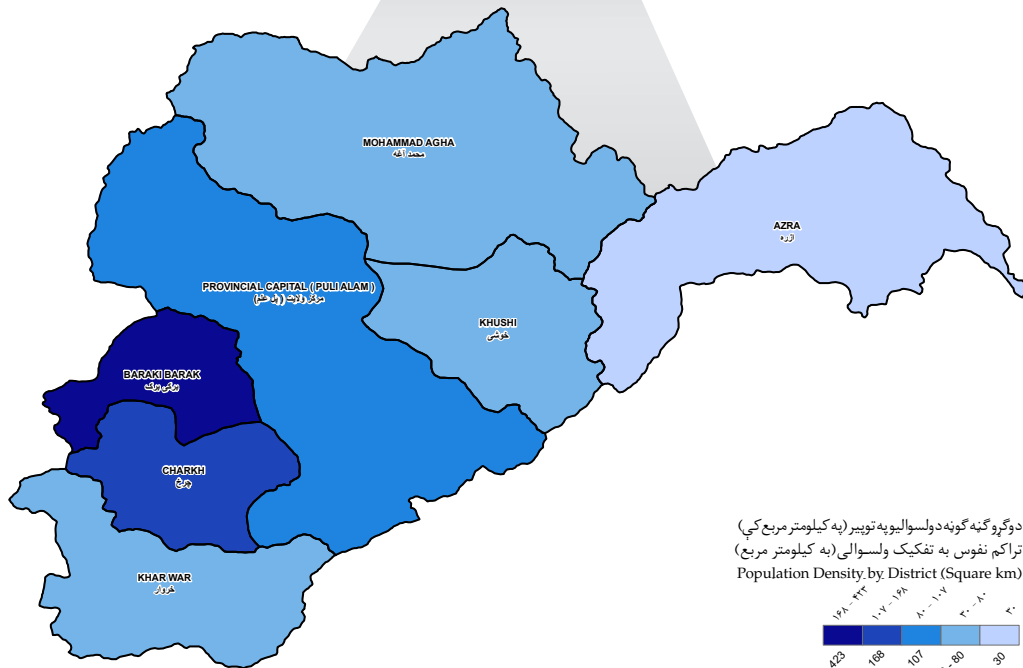 MOHAMMAD AGHA
محمد آغه
AZRA
ازره
PROVINCIAL CAPITAL ( PULI ALAM )
مرکز ولایت ( پل علم)
KHUSHI
خوشی
BARAKI BARAK
برکی برک
CHARKH
چرخ
KHAR WAR
خروار
دوګړو ګڼه ګوڼه دولسوالیو په توپیر (په کیلومتر مربع کې)
تراکم نفوس به تفکیک ولسوالی (به کیلومتر مربع)
Population Density by District (Square km)
۱۶۸ - ۴۲۳
۱۰۷ - ۱۶۸
۸۰ - ۱۰۷
۳۰ - ۸۰
۳۰
423
168
107
- 80
30